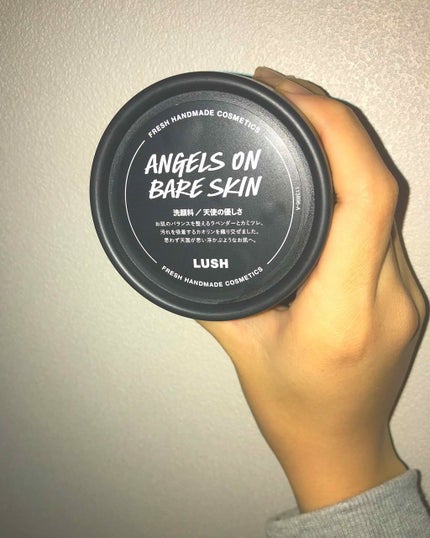 FRESH HANDMADE COSMETICS
ANGELS ON
BARE SKIN
洗顔料／天使の優しさ
お肌のバランスを整えるラベンダーとカミツレ、
汚れを吸着するカオリンを織り交ぜました。
思わず天国が思い浮かぶようなお肌へ。
LUSH
FRESH HANDMADE COSMETICS